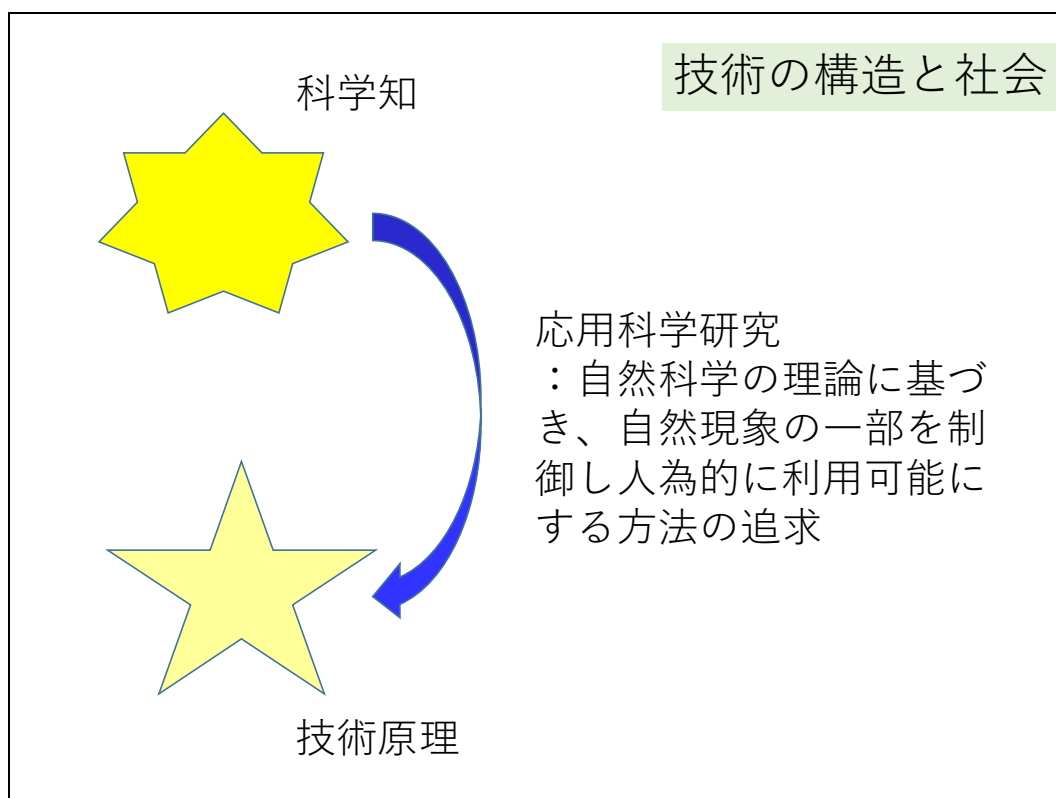 技術の構造と社会
科学知
応用科学研究
：自然科学の理論に基づ
き、自然現象の一部を制
御し人為的に利用可能に
する方法の追求
技術原理